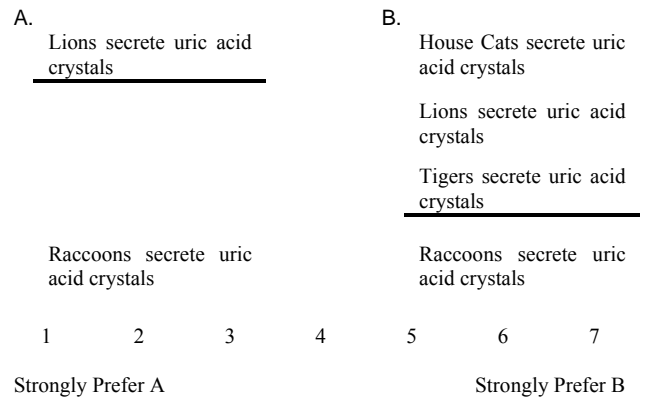 A.
Lions secrete uric acid
crystals
Raccoons secrete uric
acid crystals
B.
House Cats secrete uric
acid crystals
Lions secrete uric acid
crystals
Tigers secrete uric acid
crystals
Raccoons secrete uric
acid crystals
1 2 3 4 5 6 7
Strongly Prefer A Strongly Prefer B